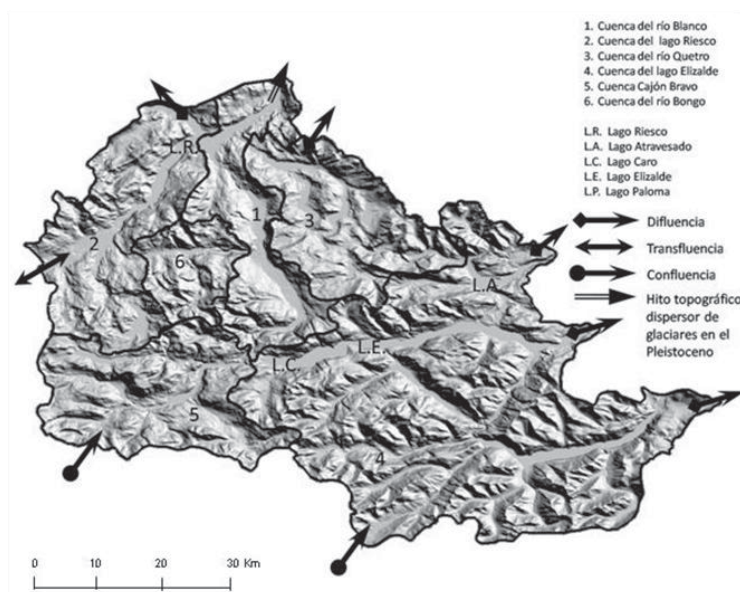 1. Cuenca del río Blanco
2. Cuenca del lago Riesco
3. Cuenca del río Quetro
4. Cuenca del lago Elizalde
5. Cuenca Cajón Bravo
6. Cuenca del río Bongo
L.R. Lago Riesco
L.A. Lago Atravesado
L.C. Lago Caro
L.E. Lago Elizalde
L.P. Lago Paloma
Difluencia
Transfluencia
Confluencia
Hito topográfico
dispersor de
glaciares en el
Pleistoceno
L.R.
1
3
2
6
L.A.
L.E.
L.C.
5
4
0 10 20 30 Km